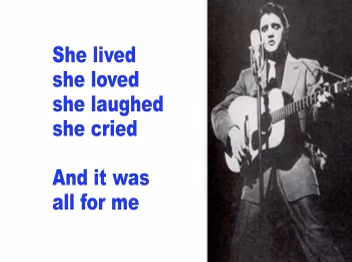 She lived
she loved
she laughed
she cried
And it was
all for me